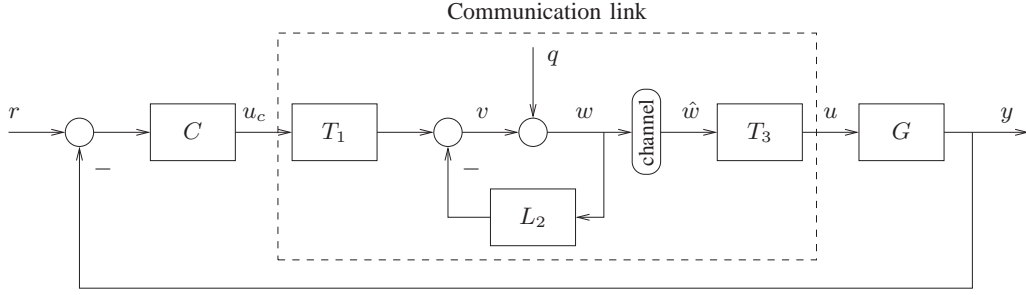 Communication link
q
r
u_c
v
w
ŵ
u
y
C
T_1
channel
T_3
G
−
−
L_2